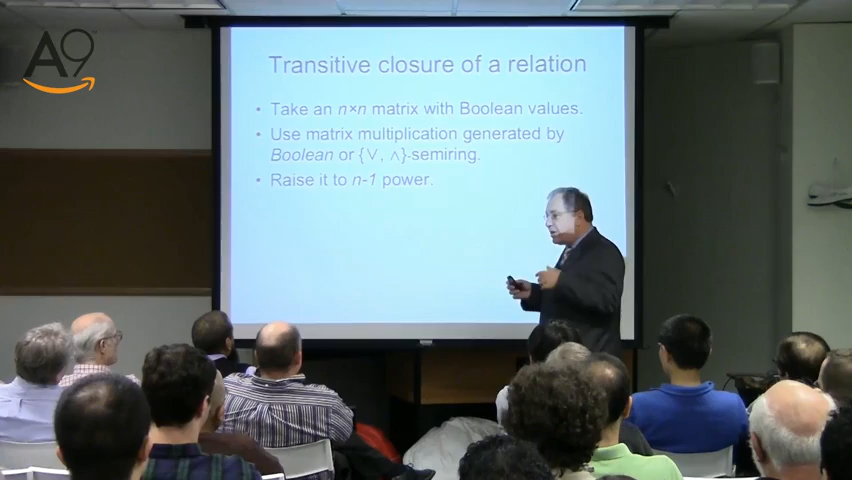 A9
Transitive closure of a relation
• Take an n×n matrix with Boolean values.
• Use matrix multiplication generated by
Boolean or {∨, ∧}-semiring.
• Raise it to n-1 power.